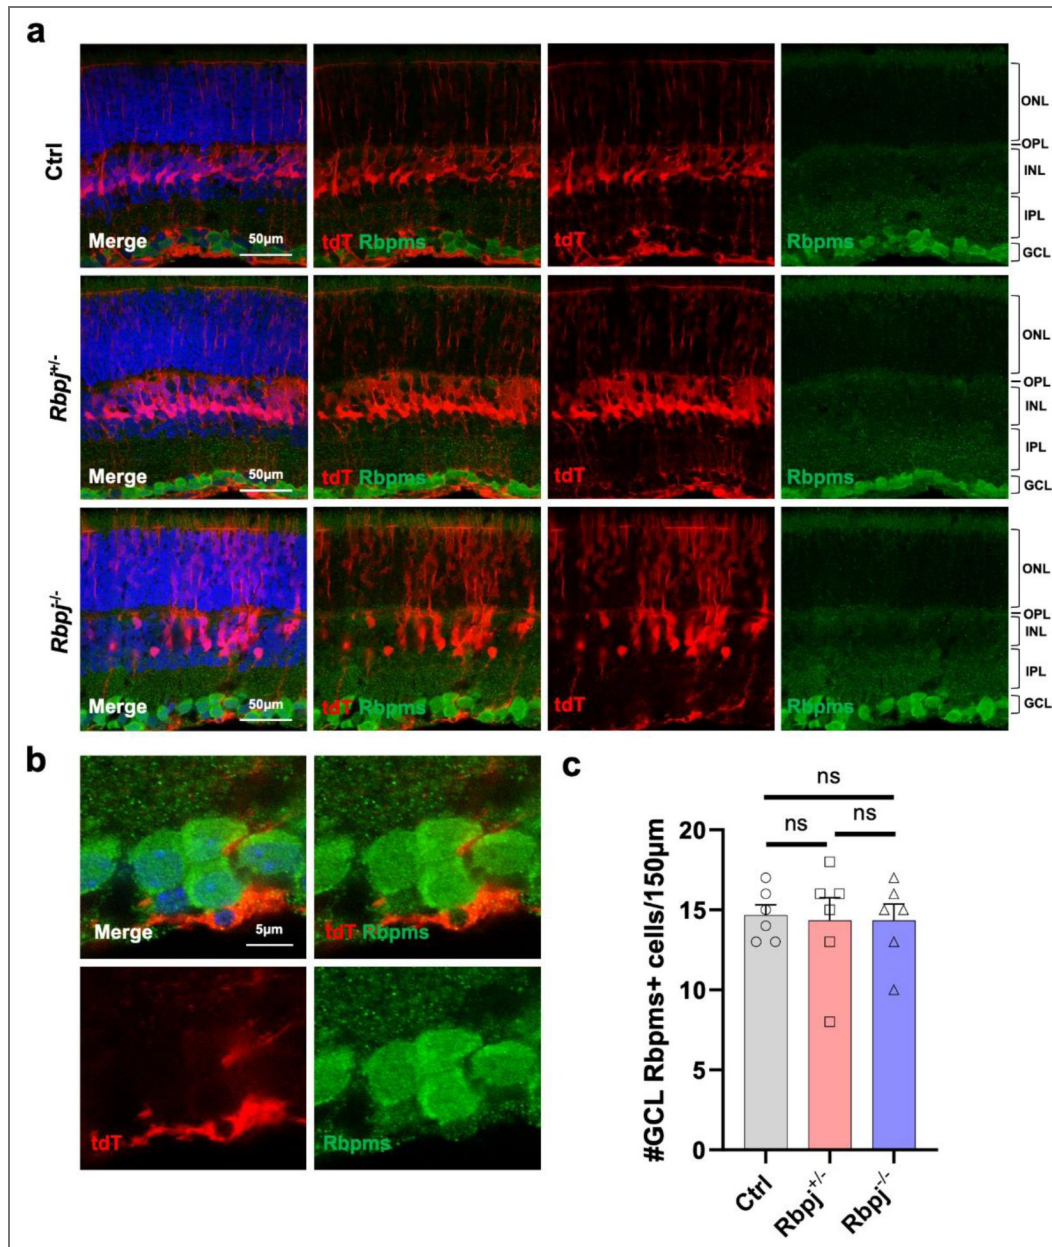 a
Ctrl
Merge
50µm
tdT Rbpms
tdT
Rbpms
ONL
OPL
INL
IPL
GCL
Rbpj+/-
Merge
50µm
tdT Rbpms
tdT
Rbpms
ONL
OPL
INL
IPL
GCL
Rbpj-/-
Merge
50µm
tdT Rbpms
tdT
Rbpms
ONL
OPL
INL
IPL
GCL
b
Merge
5µm
tdT Rbpms
tdT
Rbpms
c
ns
ns
ns
#GCL Rbpms+ cells/150µm
20
15
10
5
0
Ctrl
Rbpj+/-
Rbpj-/-